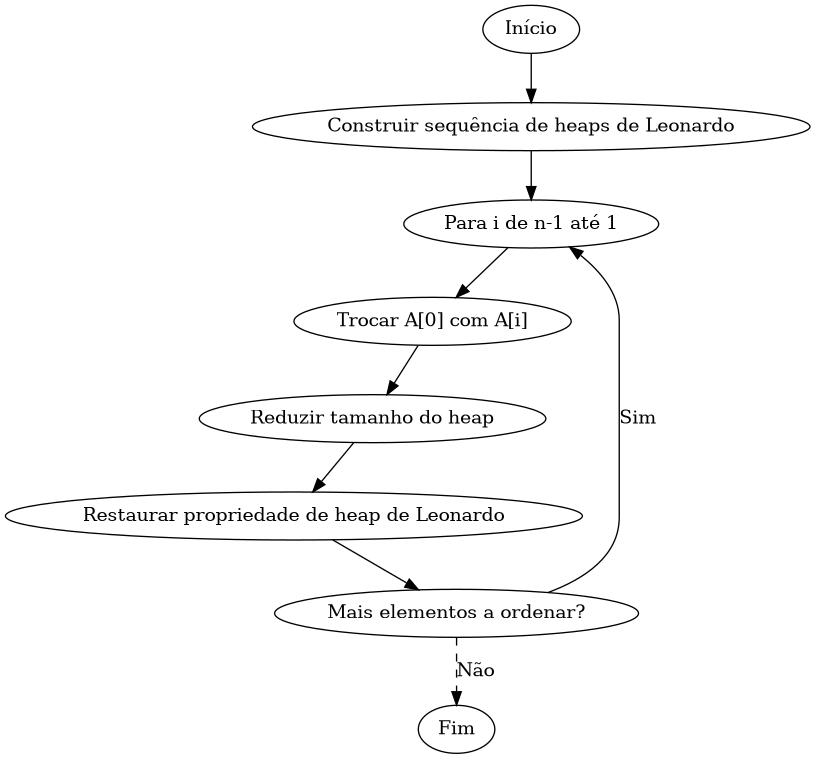 Início
Construir sequência de heaps de Leonardo
Para i de n-1 até 1
Trocar A[0] com A[i]
Reduzir tamanho do heap
Sim
Restaurar propriedade de heap de Leonardo
Mais elementos a ordenar?
Não
Fim